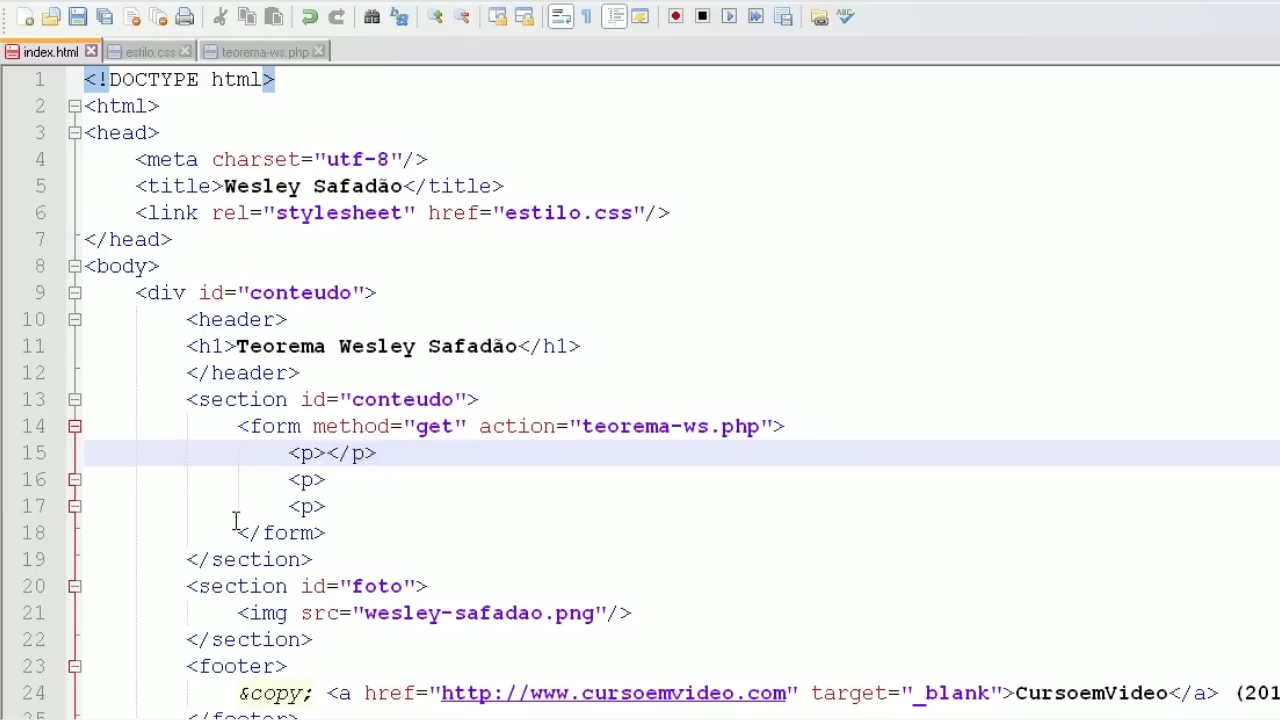 index.html estilo.css teorema-ws.php
1 <!DOCTYPE html>
2 <html>
3 <head>
4 <meta charset="utf-8"/>
5 <title>Wesley Safadão</title>
6 <link rel="stylesheet" href="estilo.css"/>
7 </head>
8 <body>
9 <div id="conteudo">
10 <header>
11 <h1>Teorema Wesley Safadão</h1>
12 </header>
13 <section id="conteudo">
14 <form method="get" action="teorema-ws.php">
15 <p></p>
16 <p>
17 <p>
18 </form>
19 </section>
20 <section id="foto">
21 <img src="wesley-safadao.png"/>
22 </section>
23 <footer>
24 &copy; <a href="http://www.cursoemvideo.com" target="_blank">CursoemVideo</a> (201
25 </footer>